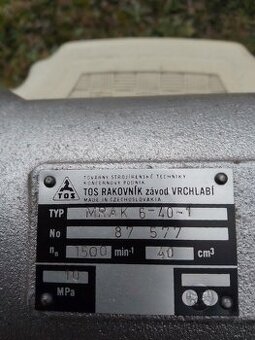 TOVÁRNY STROJÍRENSKÉ TECHNIKY
KONCERNOVÝ PODNIK
TOS RAKOVNÍK závod VRCHLABÍ
MADE IN CZECHOSLOVAKIA
TOS
TYP MRAK 6-40-1
No 87 577
nn 1500 min-1 40 cm3
10
MPa